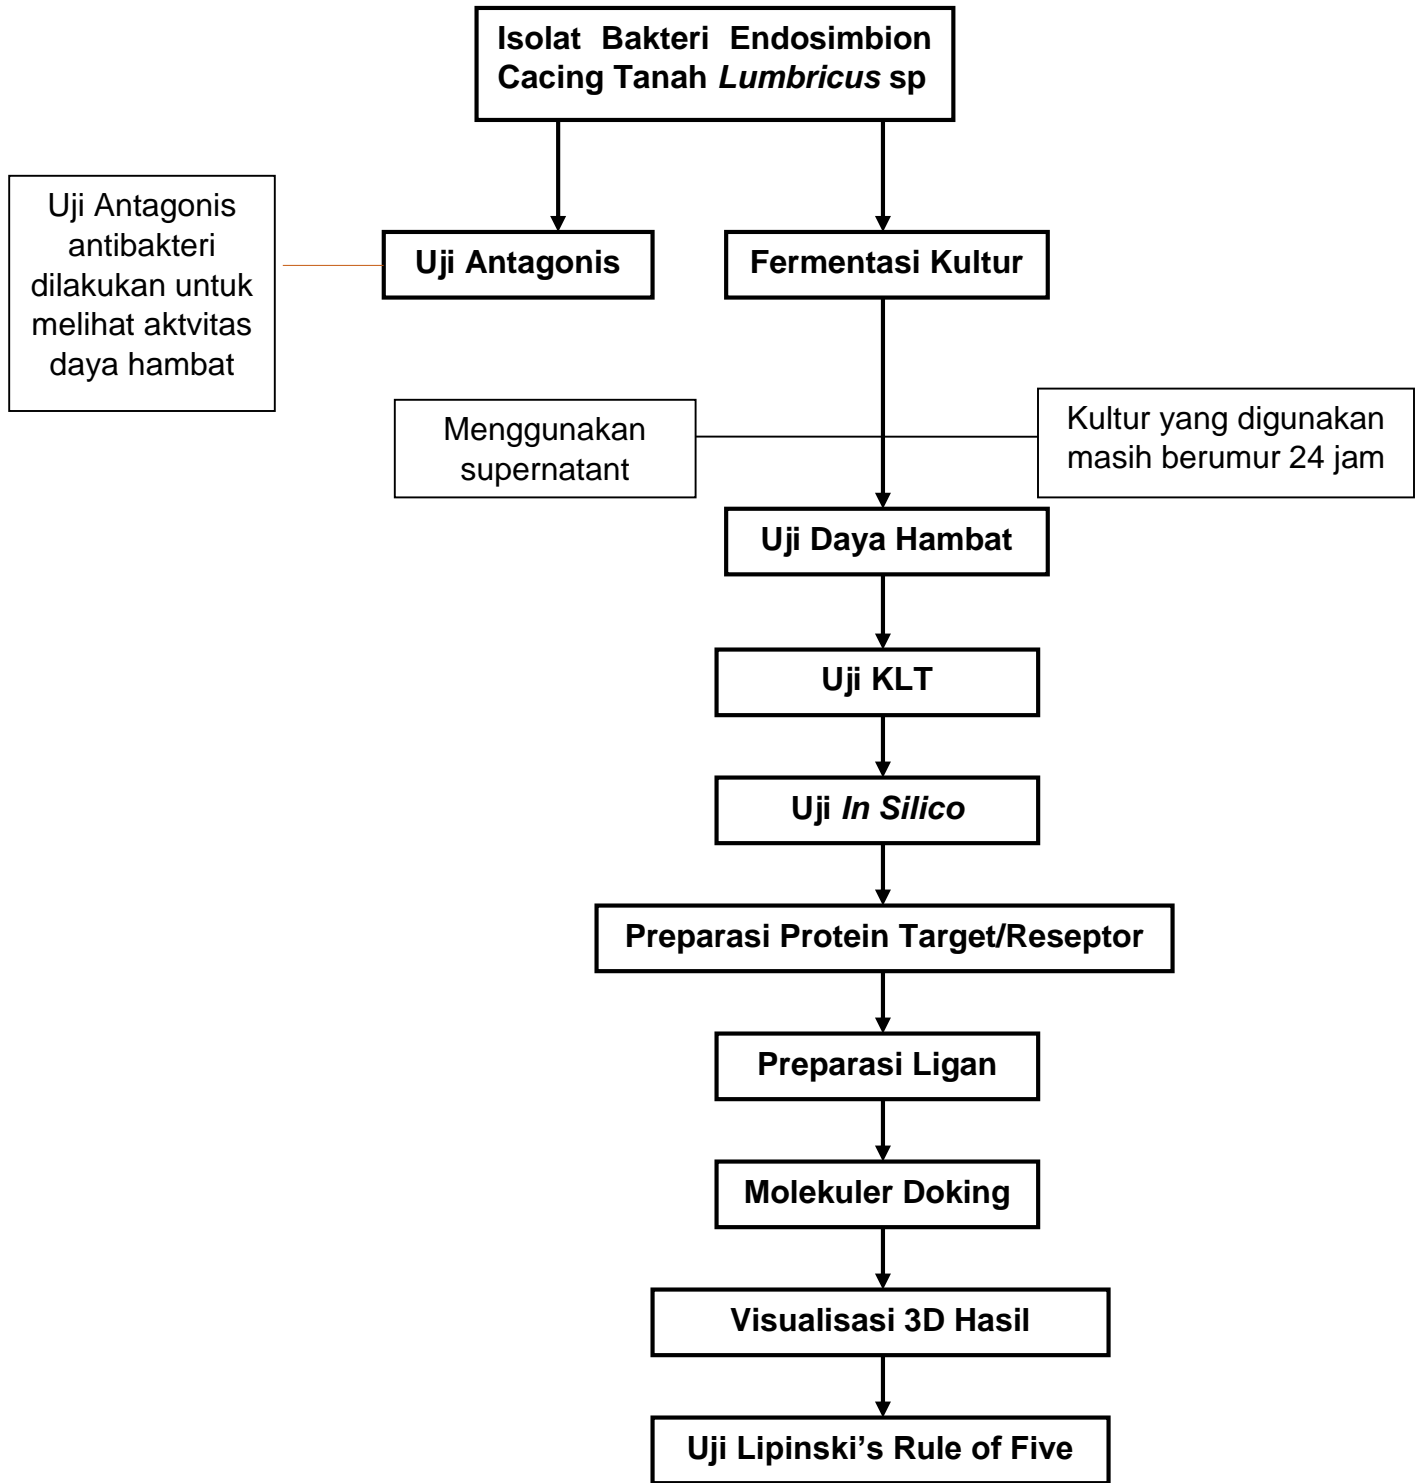 Isolat Bakteri Endosimbion
Cacing Tanah Lumbricus sp
Uji Antagonis
antibakteri
dilakukan untuk
melihat aktvitas
daya hambat
Uji Antagonis
Fermentasi Kultur
Menggunakan
supernatant
Kultur yang digunakan
masih berumur 24 jam
Uji Daya Hambat
Uji KLT
Uji In Silico
Preparasi Protein Target/Reseptor
Preparasi Ligan
Molekuler Doking
Visualisasi 3D Hasil
Uji Lipinski’s Rule of Five